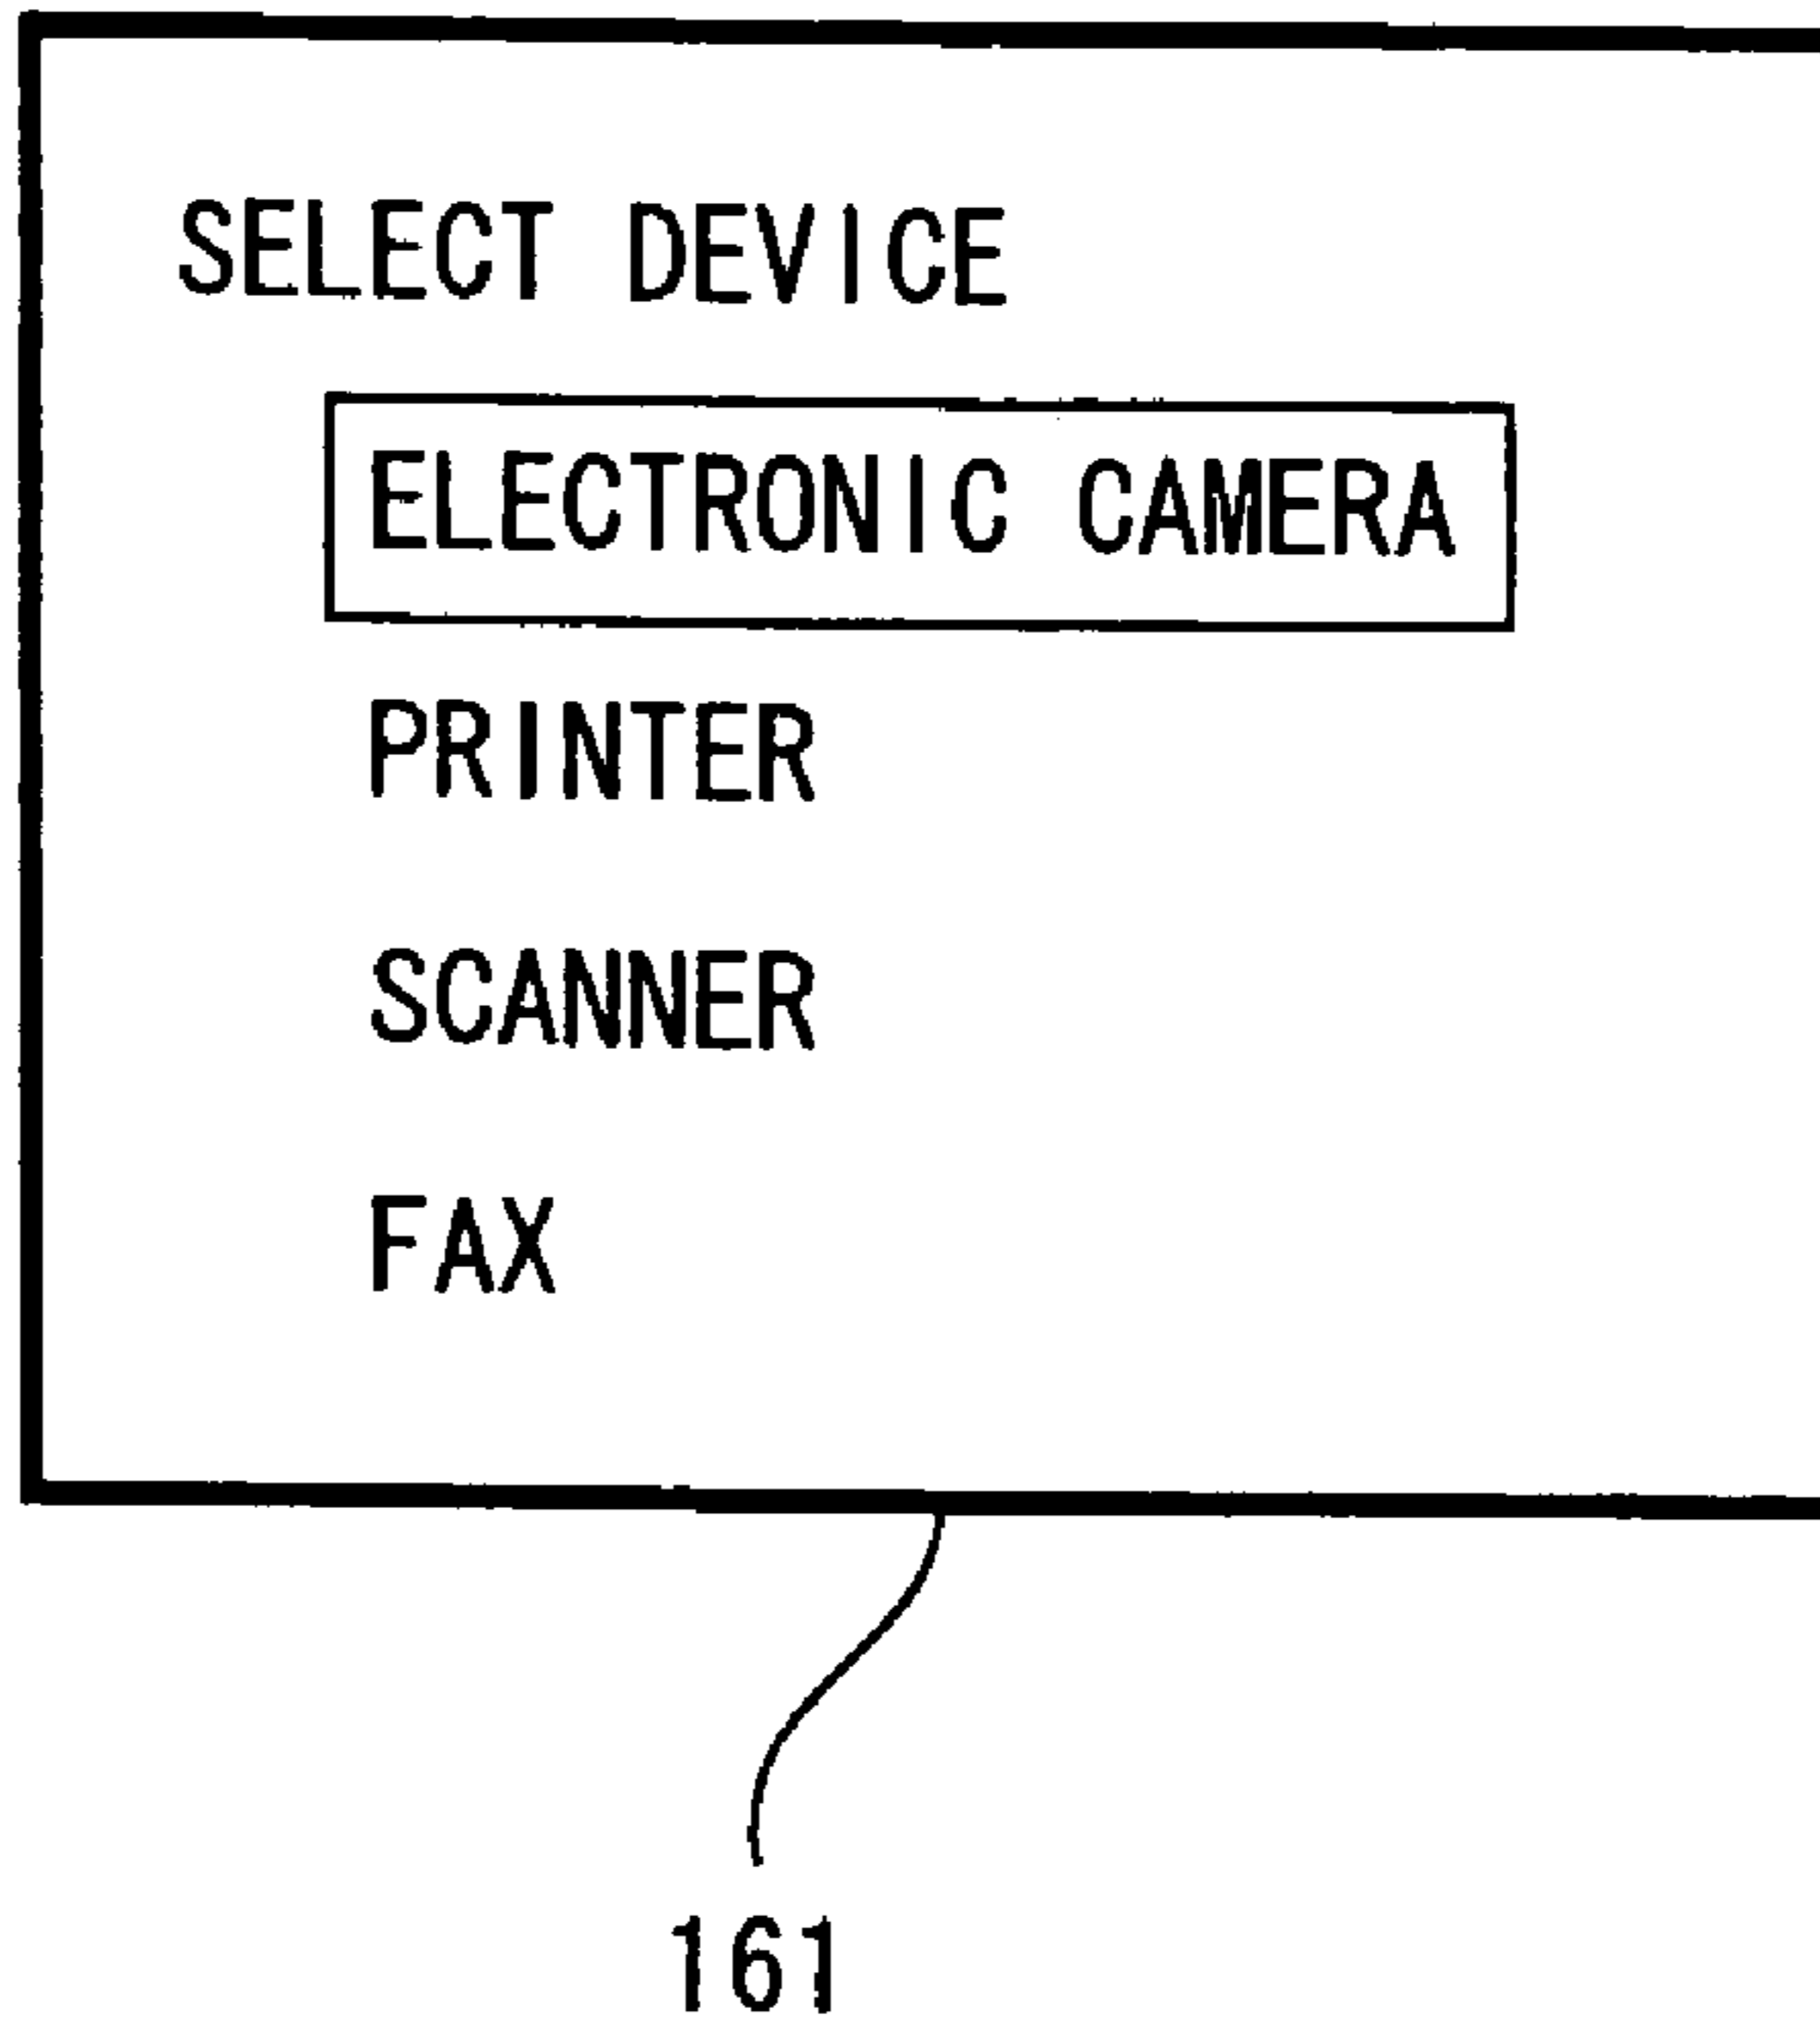 SELECT DEVICE
ELECTRONIC CAMERA
PRINTER
SCANNER
FAX
161